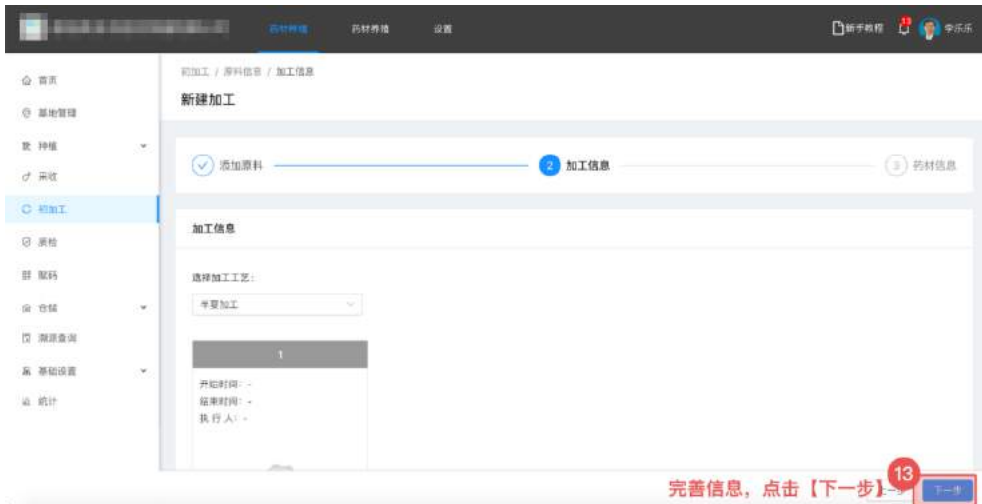 药材种植 药材养殖 设置 新手教程 13 李乐乐
首页
基地管理
种植
采收
初加工
质检
赋码
仓储
溯源查询
基础设置
统计
初加工 / 原料信息 / 加工信息
新建加工
添加原料 2 加工信息 3 药材信息
加工信息
选择加工工艺:
半夏加工
1
开始时间: -
结束时间: -
执 行 人: -
13
完善信息，点击【下一步】
下一步